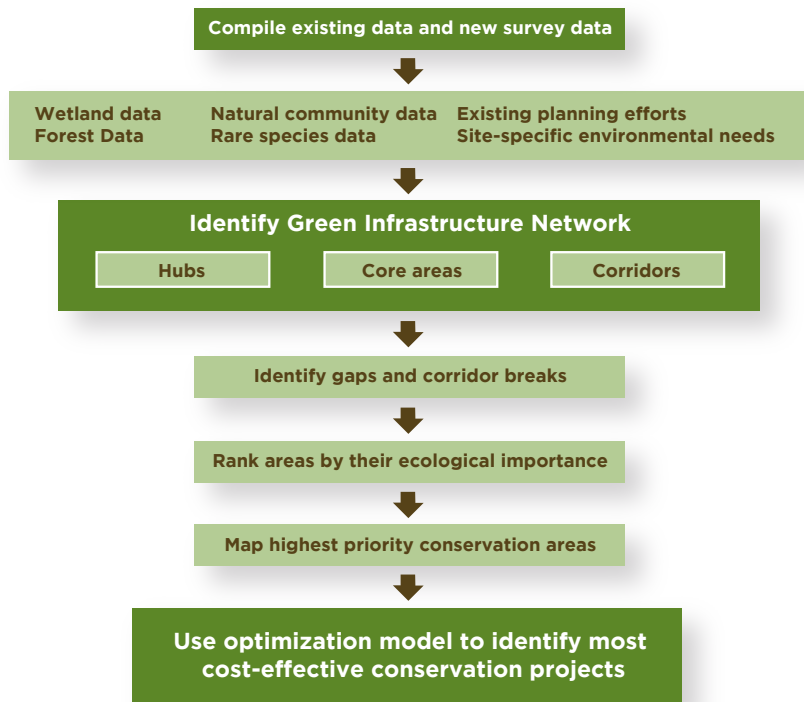 Compile existing data and new survey data
Wetland data
Forest Data
Natural community data
Rare species data
Existing planning efforts
Site-specific environmental needs
Identify Green Infrastructure Network
Hubs
Core areas
Corridors
Identify gaps and corridor breaks
Rank areas by their ecological importance
Map highest priority conservation areas
Use optimization model to identify most
cost-effective conservation projects